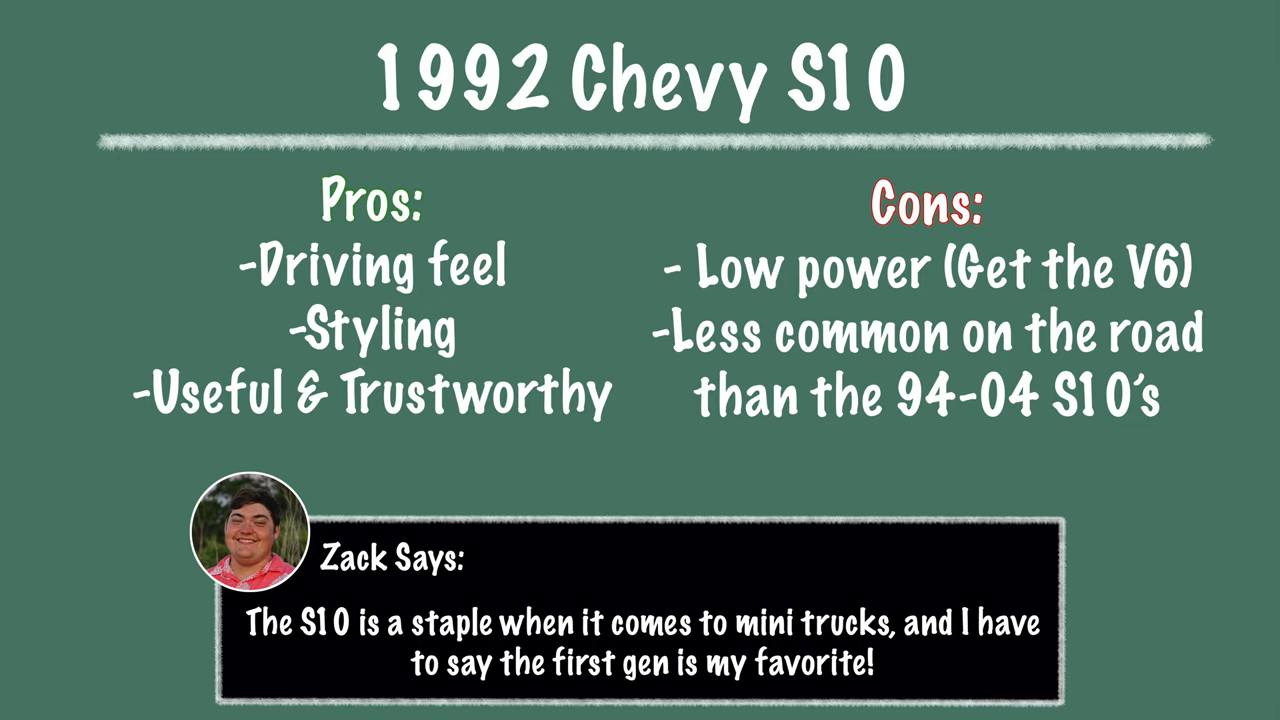 1992 Chevy S10
Pros:
-Driving feel
-Styling
-Useful & Trustworthy
Cons:
- Low power (Get the V6)
-Less common on the road
than the 94-04 S10's
Zack Says:
The S10 is a staple when it comes to mini trucks, and I have
to say the first gen is my favorite!